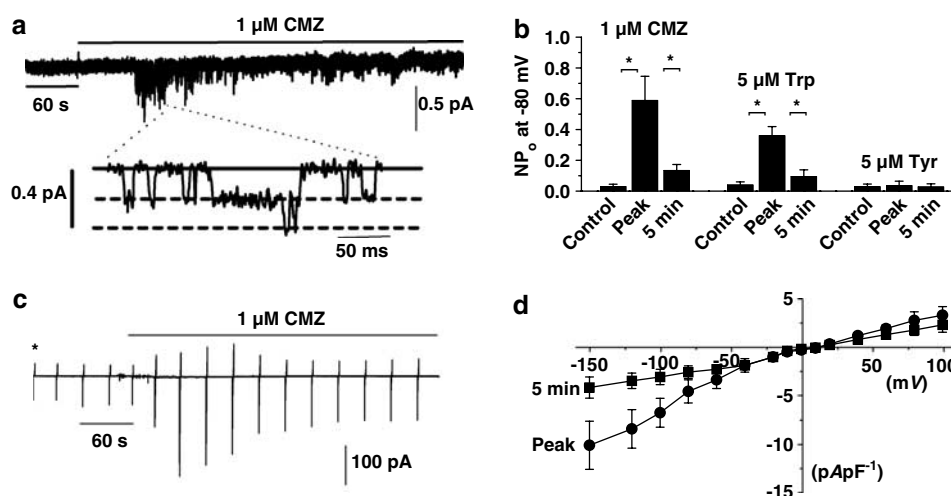 a
1 µM CMZ
60 s
0.5 pA
0.4 pA
50 ms
b
NPo at -80 mV
1.0
0.8
0.6
0.4
0.2
0.0
1 µM CMZ
5 µM Trp
5 µM Tyr
*
*
*
*
Control
Peak
5 min
Control
Peak
5 min
Control
Peak
5 min
c
1 µM CMZ
*
60 s
100 pA
d
5
-150
-100
-50
50
100
(mV)
5 min
Peak
-5
-10
-15
(pApF⁻¹)